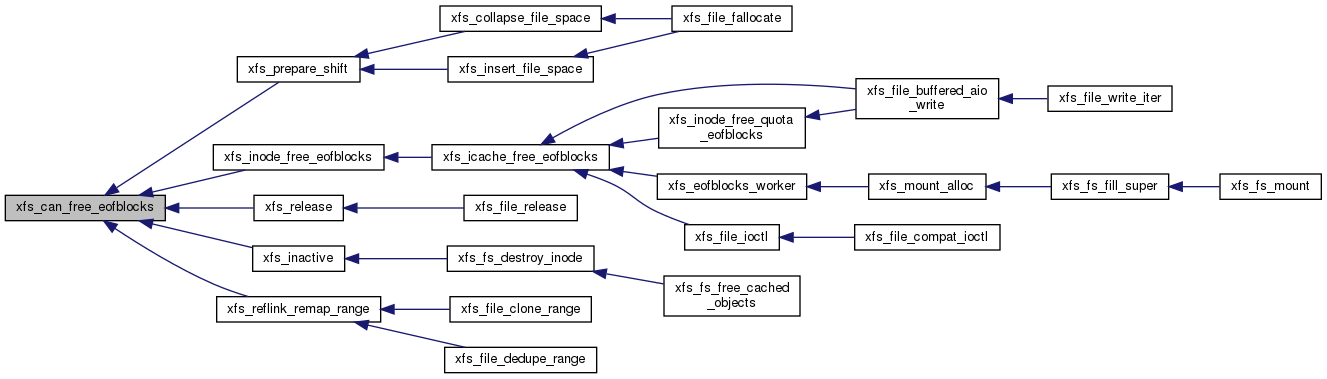 xfs_collapse_file_space
xfs_file_fallocate
xfs_prepare_shift
xfs_insert_file_space
xfs_file_buffered_aio
_write
xfs_file_write_iter
xfs_inode_free_quota
_eofblocks
xfs_inode_free_eofblocks
xfs_icache_free_eofblocks
xfs_eofblocks_worker
xfs_mount_alloc
xfs_fs_fill_super
xfs_fs_mount
xfs_can_free_eofblocks
xfs_release
xfs_file_release
xfs_file_ioctl
xfs_file_compat_ioctl
xfs_inactive
xfs_fs_destroy_inode
xfs_fs_free_cached
_objects
xfs_reflink_remap_range
xfs_file_clone_range
xfs_file_dedupe_range